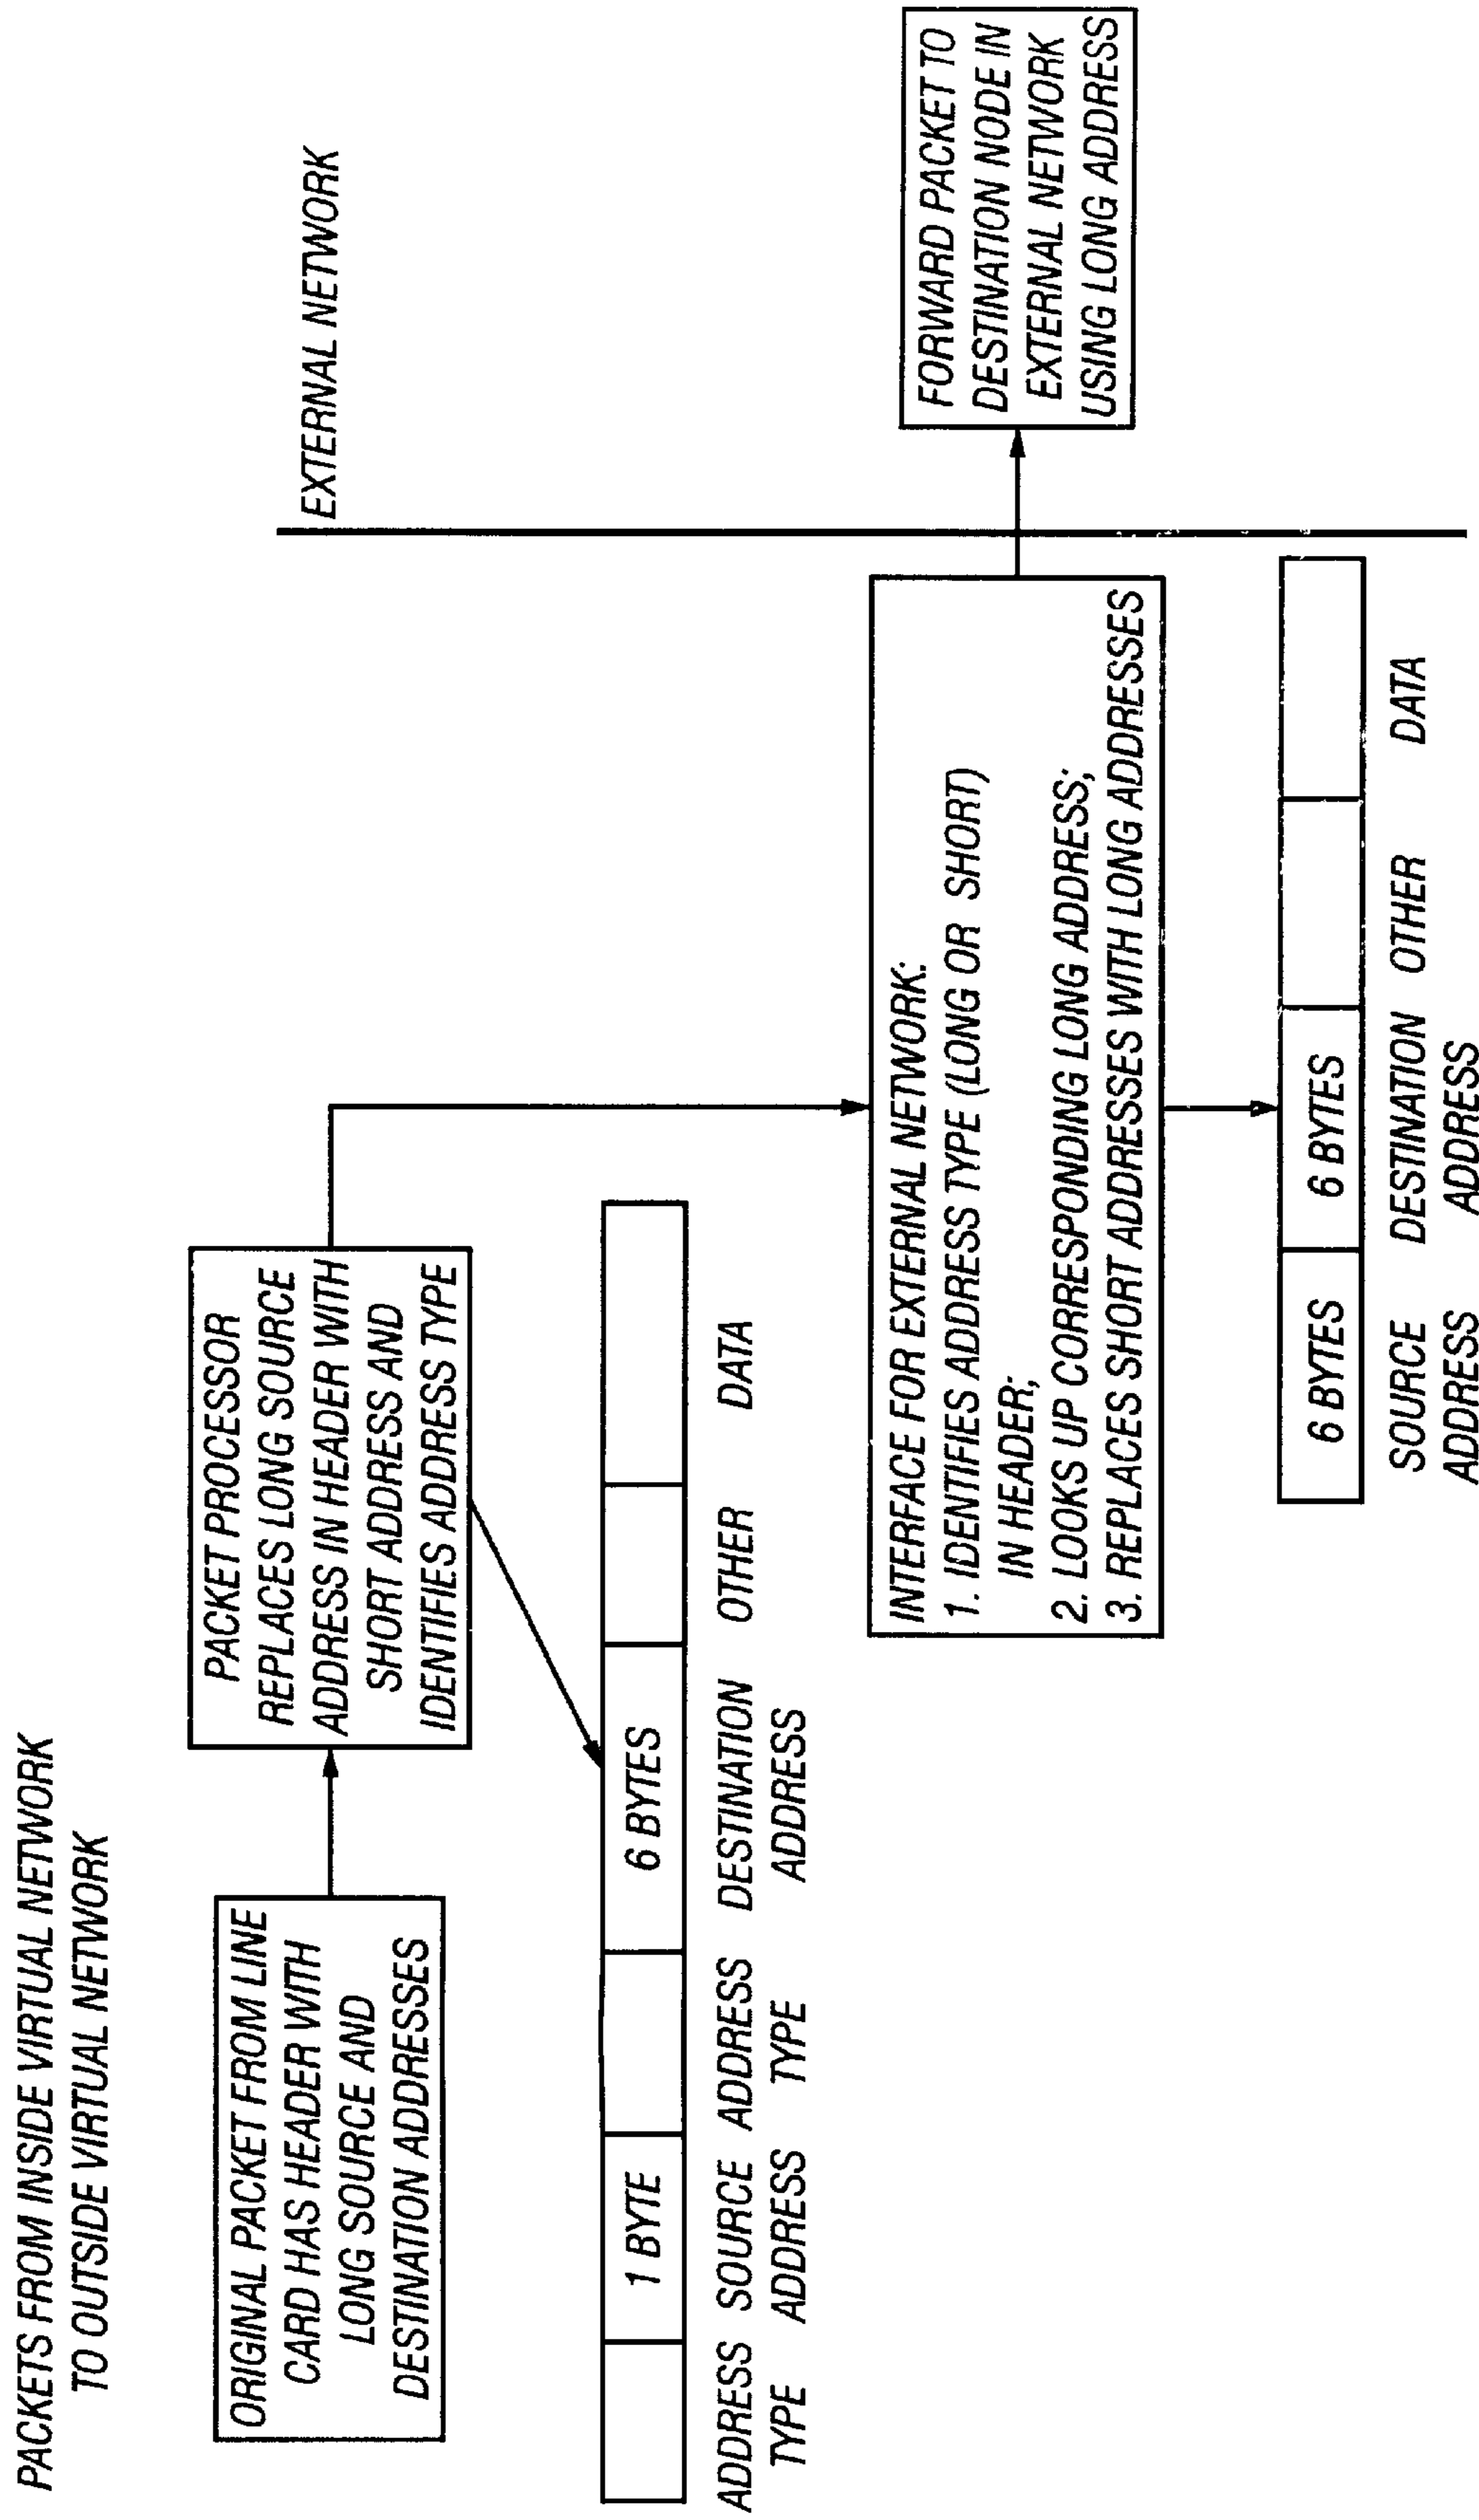 PACKETS FROM INSIDE VIRTUAL NETWORK
TO OUTSIDE VIRTUAL NETWORK
EXTERNAL NETWORK
ORIGINAL PACKET FROM LINE
CARD HAS HEADER WITH
LONG SOURCE AND
DESTINATION ADDRESSES
PACKET PROCESSOR
REPLACES LONG SOURCE
ADDRESS IN HEADER WITH
SHORT ADDRESS AND
IDENTIFIES ADDRESS TYPE
1 BYTE
6 BYTES
ADDRESS
TYPE
SOURCE
ADDRESS
ADDRESS
TYPE
DESTINATION
ADDRESS
OTHER
DATA
INTERFACE FOR EXTERNAL NETWORK:
1. IDENTIFIES ADDRESS TYPE (LONG OR SHORT)
IN HEADER;
2. LOOKS UP CORRESPONDING LONG ADDRESS;
3. REPLACES SHORT ADDRESSES WITH LONG ADDRESSES
FORWARD PACKET TO
DESTINATION NODE IN
EXTERNAL NETWORK
USING LONG ADDRESS
6 BYTES
6 BYTES
SOURCE
ADDRESS
DESTINATION
ADDRESS
OTHER
DATA